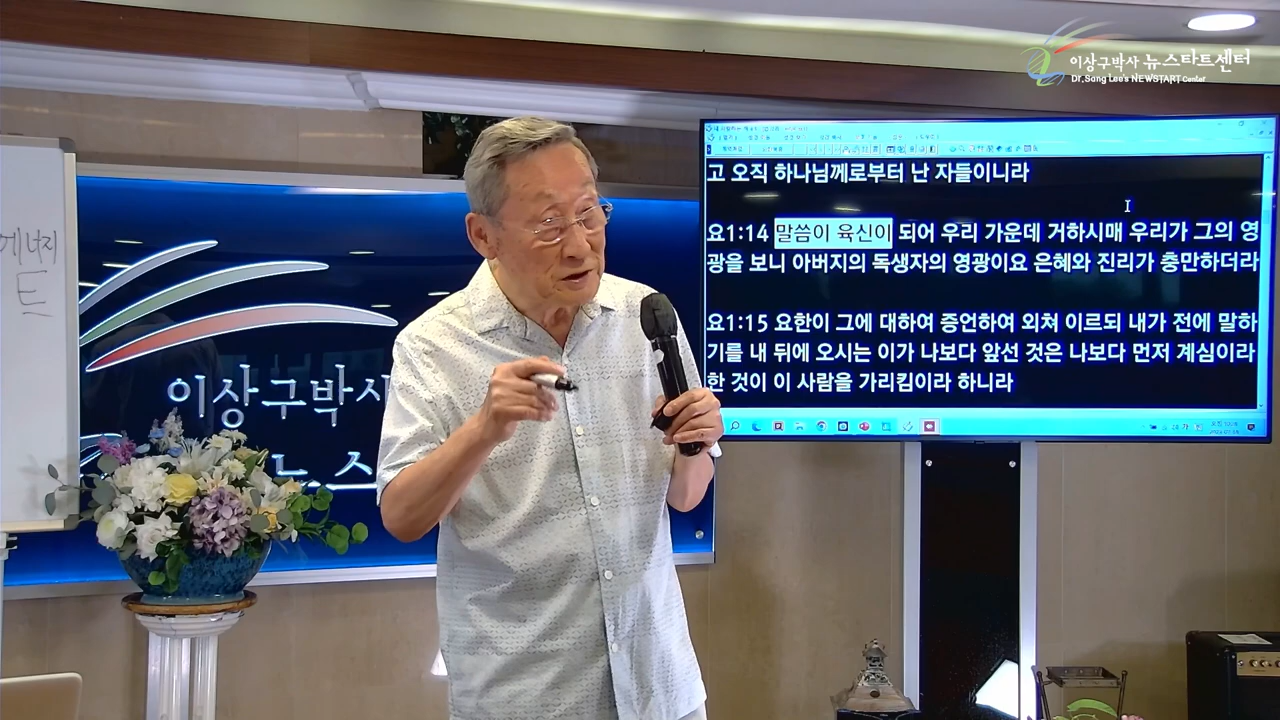 이상구박사 뉴스타트센터
Dr. Sang Lee's NEWSTART Center
에너지
트
이상구박사
뉴스
고 오직 하나님께로부터 난 자들이니라
요1:14 말씀이 육신이 되어 우리 가운데 거하시매 우리가 그의 영
광을 보니 아버지의 독생자의 영광이요 은혜와 진리가 충만하더라
요1:15 요한이 그에 대하여 증언하여 외쳐 이르되 내가 전에 말하
기를 내 뒤에 오시는 이가 나보다 앞선 것은 나보다 먼저 계심이라
한 것이 이 사람을 가리킴이라 하니라